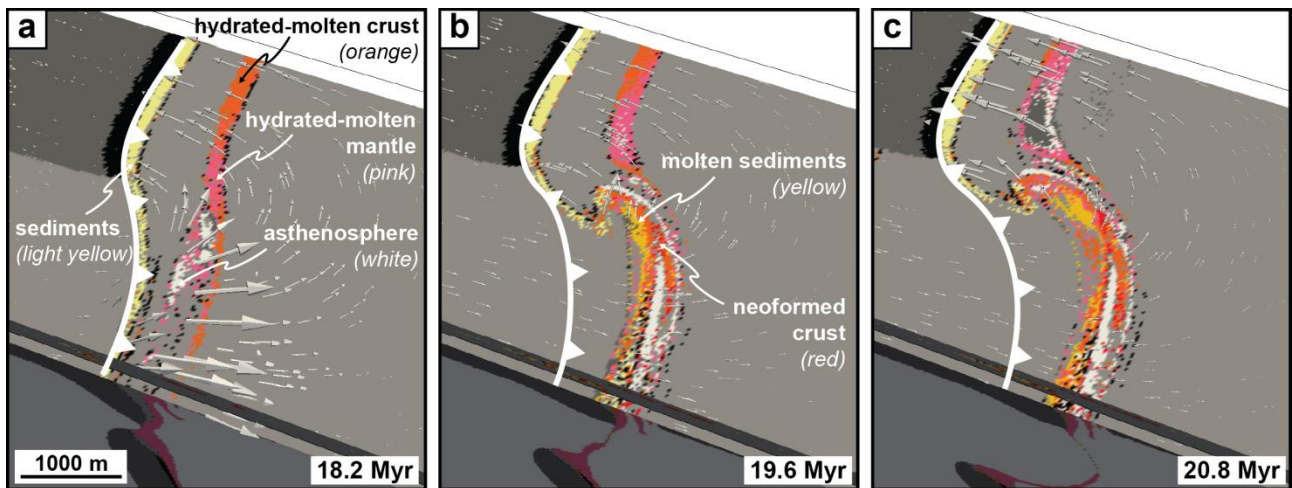 a
hydrated-molten crust
(orange)
hydrated-molten
mantle
(pink)
sediments
(light yellow)
asthenosphere
(white)
1000 m
18.2 Myr
b
molten sediments
(yellow)
neoformed
crust
(red)
19.6 Myr
c
20.8 Myr